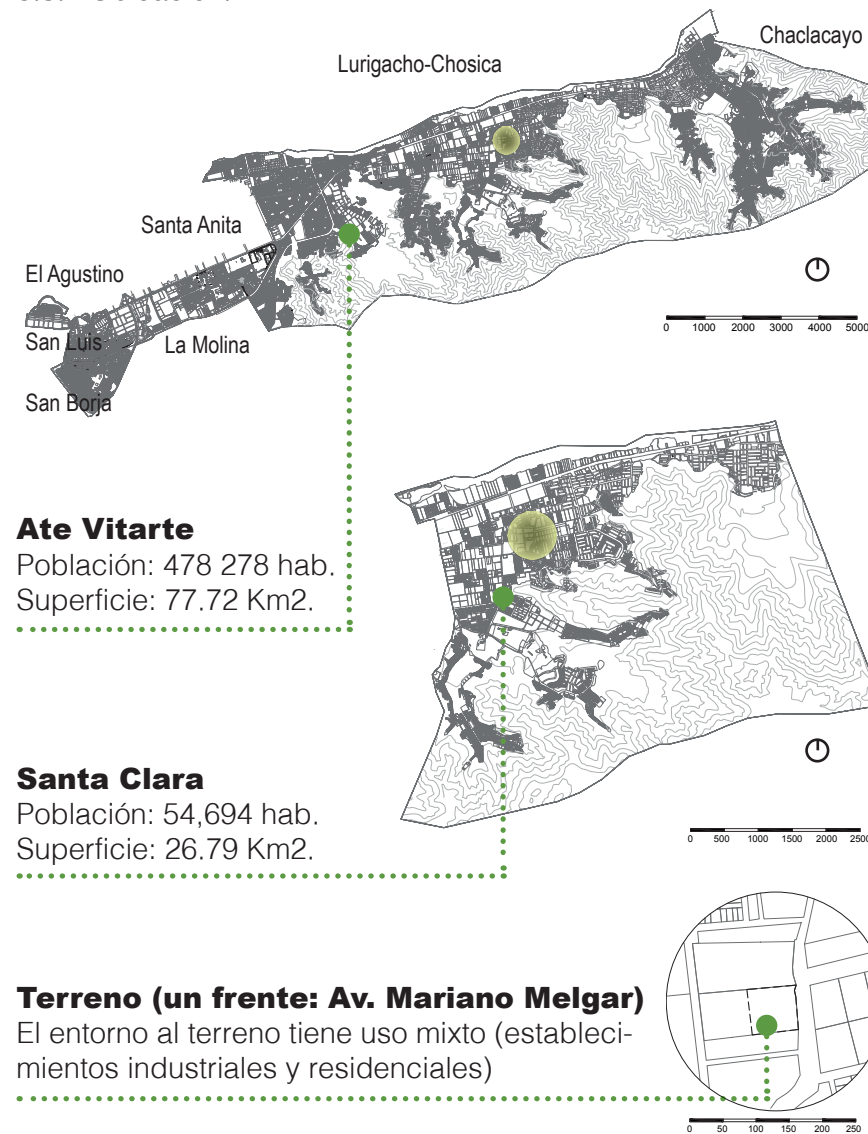 Chaclacayo
Lurigacho-Chosica
Santa Anita
El Agustino
San Luis
La Molina
San Borja
0 1000 2000 3000 4000 5000
Ate Vitarte
Población: 478 278 hab.
Superficie: 77.72 Km2.
Santa Clara
Población: 54,694 hab.
Superficie: 26.79 Km2.
0 500 1000 1500 2000 2500
Terreno (un frente: Av. Mariano Melgar)
El entorno al terreno tiene uso mixto (estableci-
mientos industriales y residenciales)
0 50 100 150 200 250